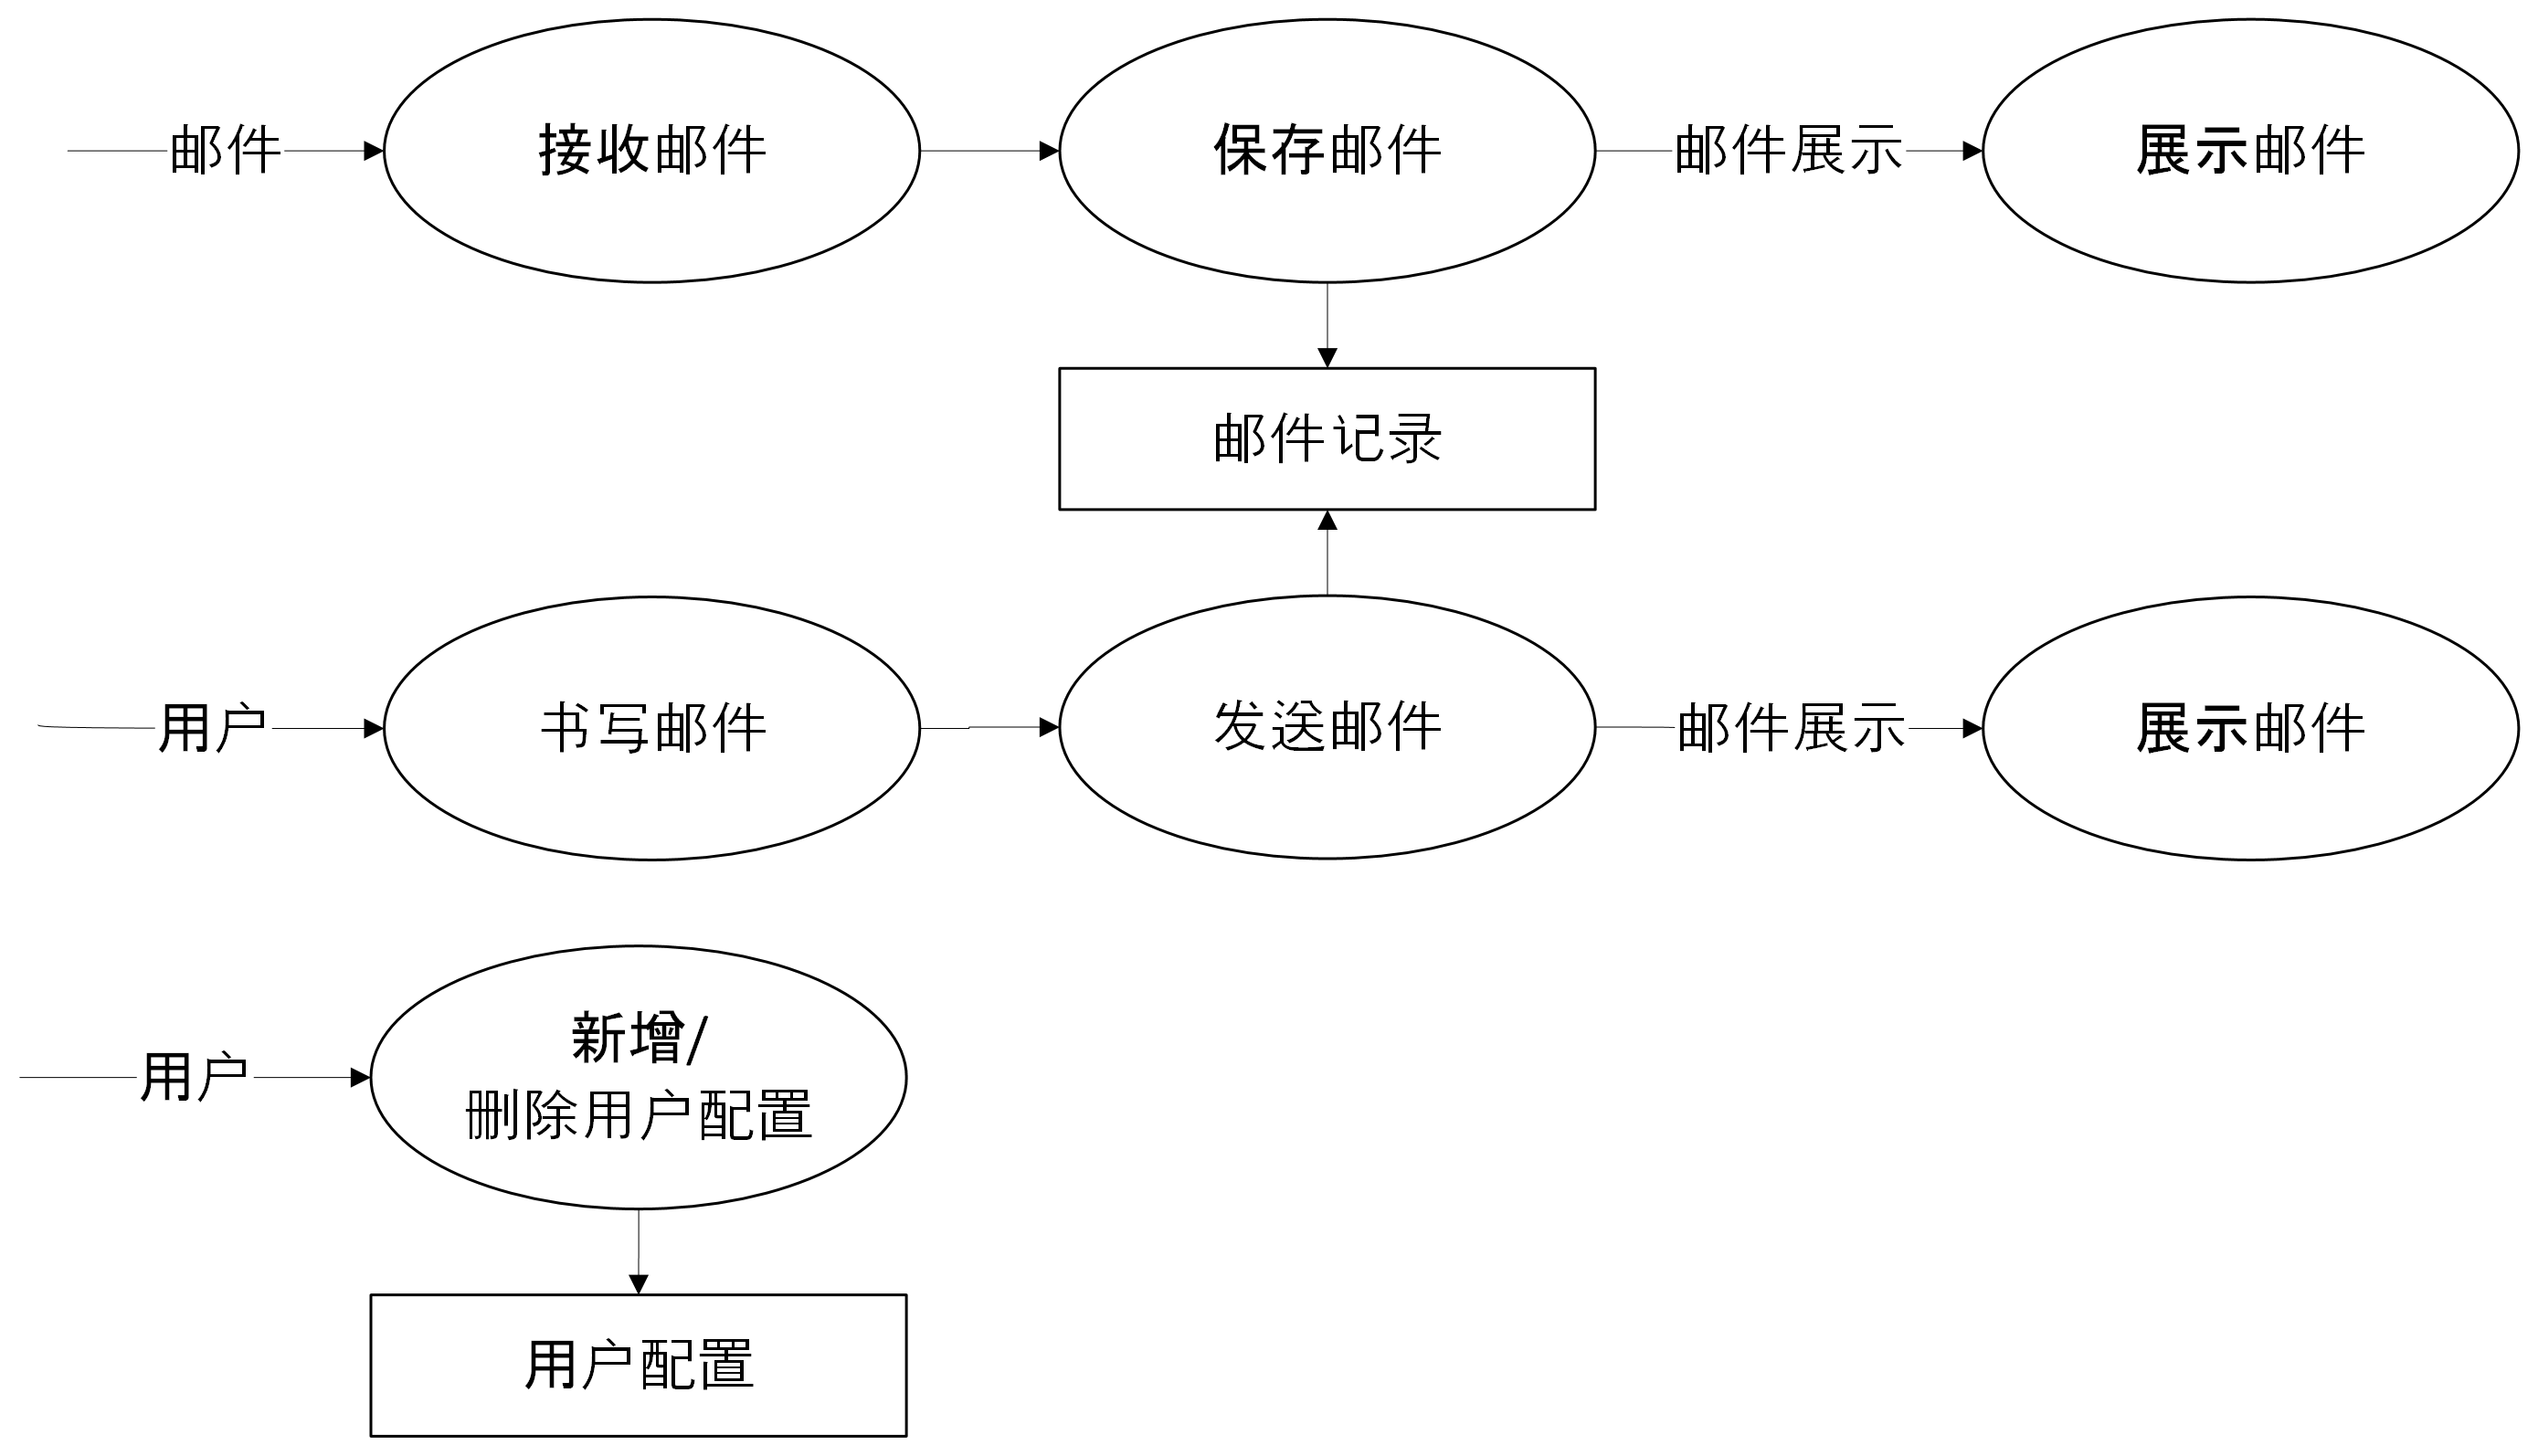 邮件
接收邮件
保存邮件
邮件展示
展示邮件
邮件记录
用户
书写邮件
发送邮件
邮件展示
展示邮件
用户
新增/
删除用户配置
用户配置